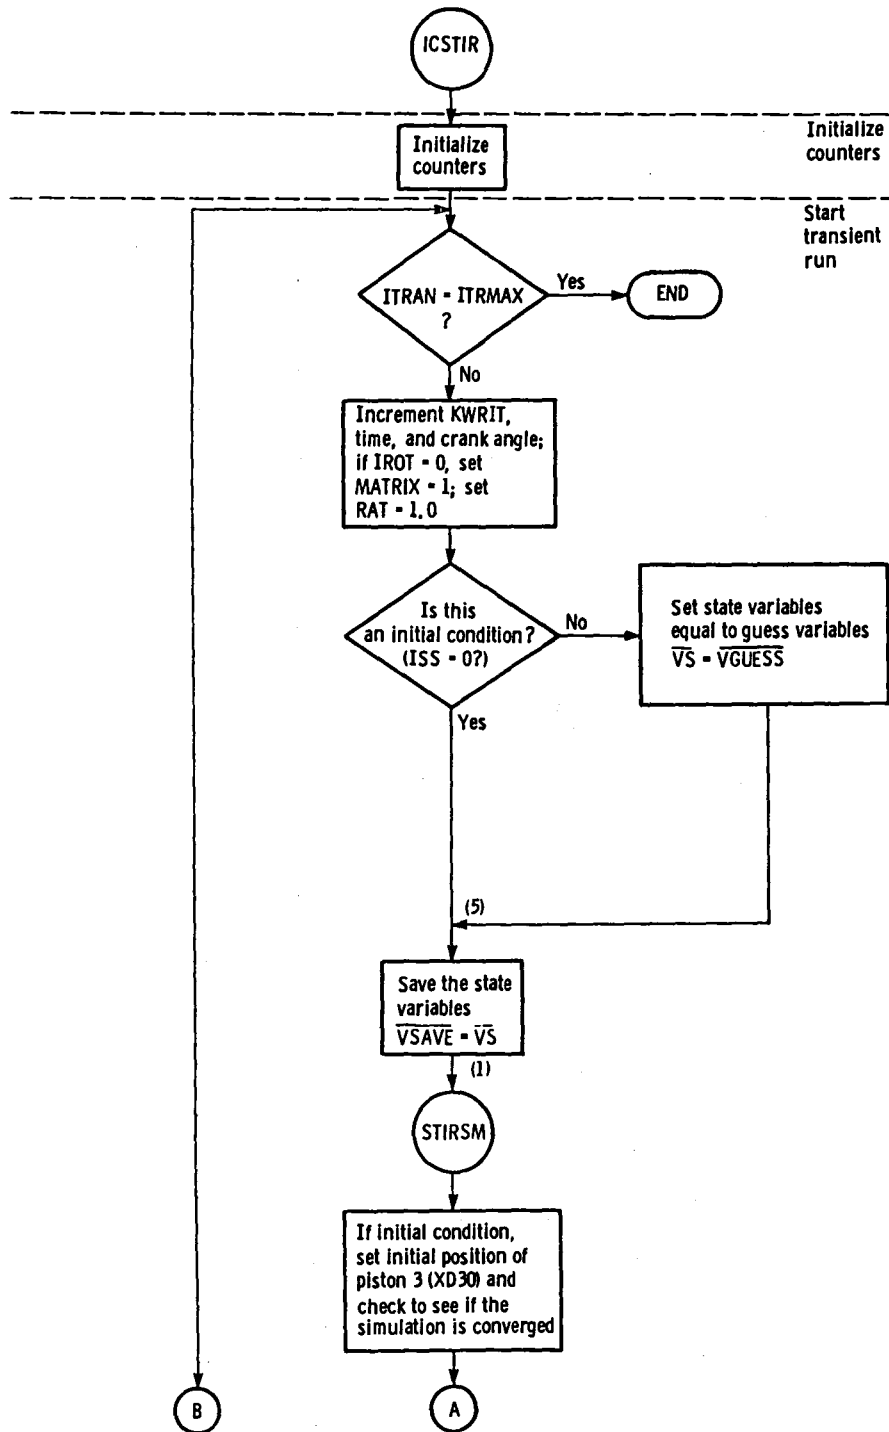 ICSTIR
Initialize
counters
Initialize
counters
Start
transient
run
ITRAN = ITRMAX
?
Yes
END
No
Increment KWRIT,
time, and crank angle;
if IROT = 0, set
MATRIX = 1; set
RAT = 1.0
Is this
an initial condition?
(ISS = 0?)
No
Set state variables
equal to guess variables
VS = VGUESS
Yes
(5)
Save the state
variables
VSAVE = VS
(1)
STIRSM
If initial condition,
set initial position of
piston 3 (XD30) and
check to see if the
simulation is converged
B
A